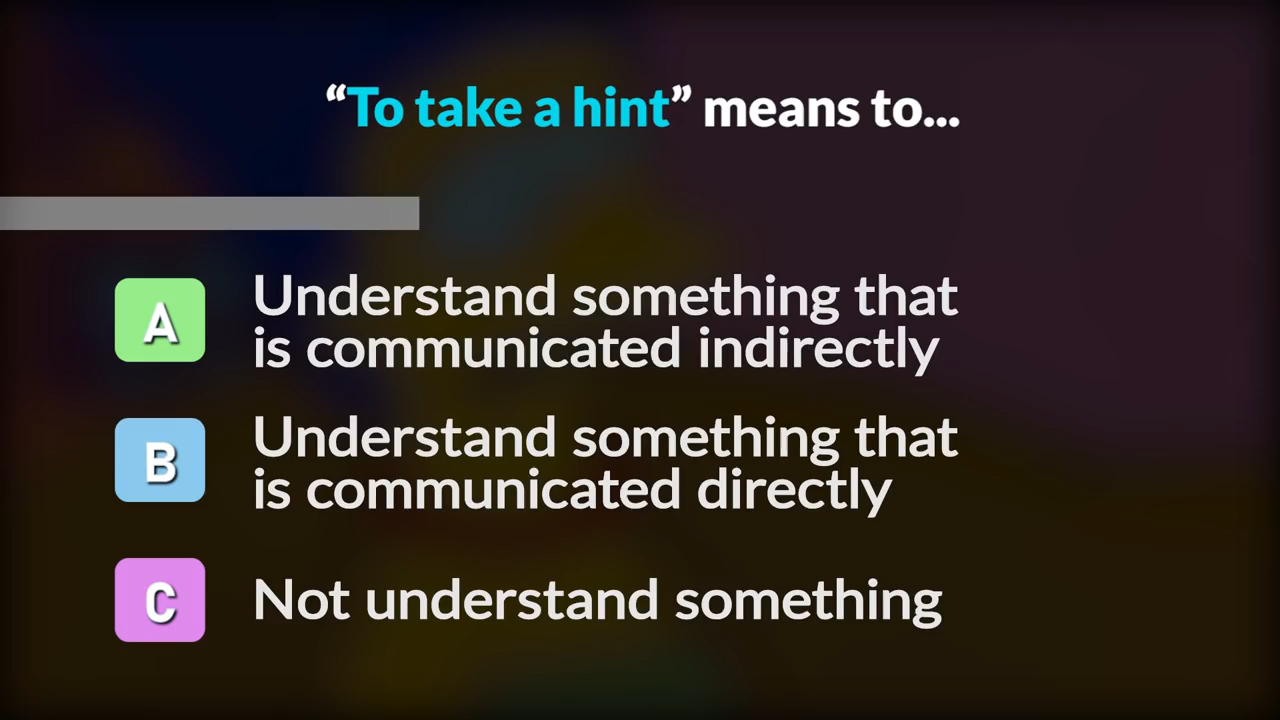 “To take a hint” means to...
A
Understand something that
is communicated indirectly
B
Understand something that
is communicated directly
C
Not understand something